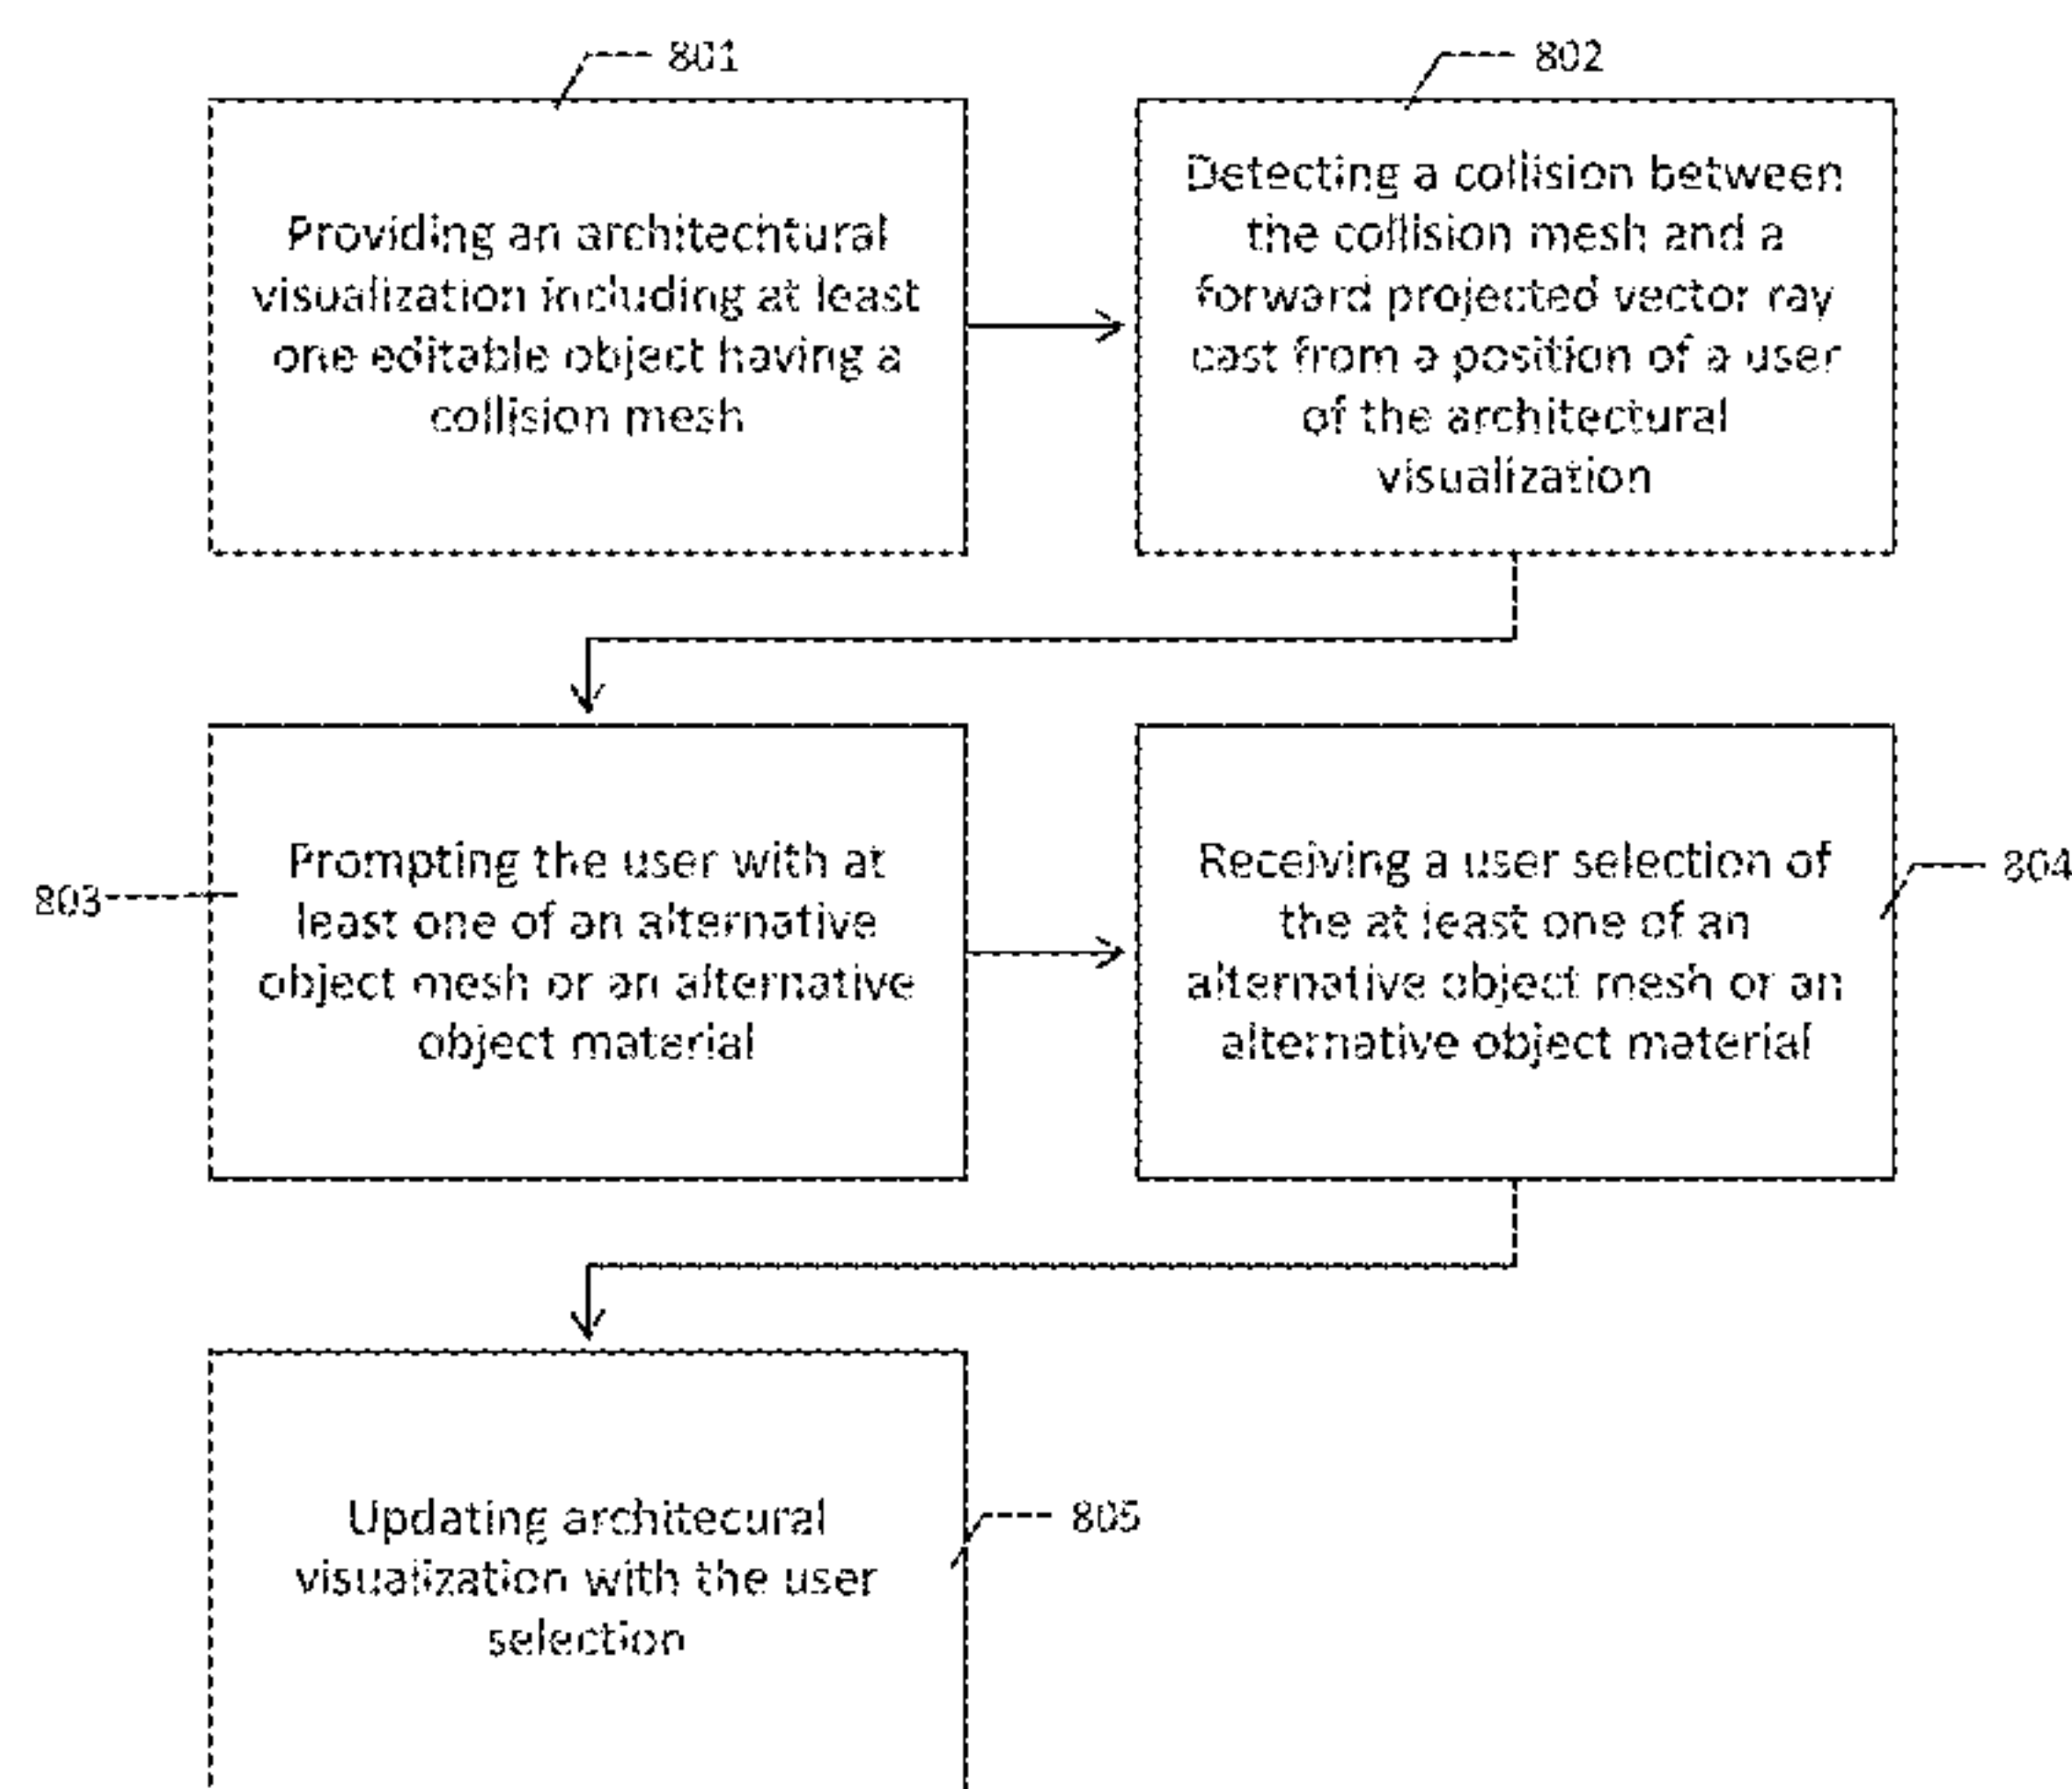 801
802
Providing an architechtural
visualization including at least
one editable object having a
collision mesh
Detecting a collision between
the collision mesh and a
forward projected vector ray
cast from a position of a user
of the architectural
visualization
803
Prompting the user with at
least one of an alternative
object mesh or an alternative
object material
Receiving a user selection of
the at least one of an
alternative object mesh or an
alternative object material
804
Updating architecural
visualization with the user
selection
805